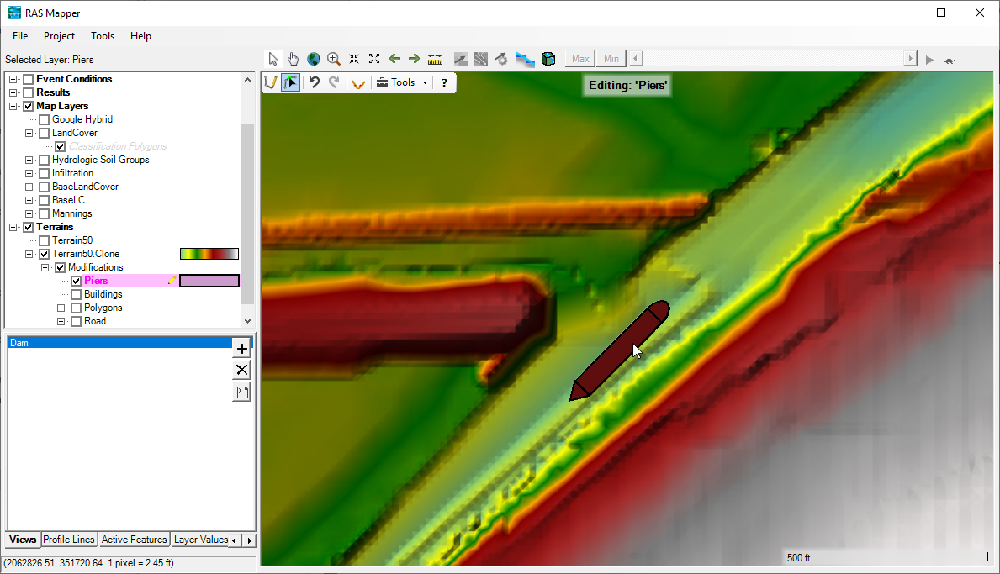 RAS Mapper
File Project Tools Help
Selected Layer: Piers
Max Min
Event Conditions
Results
Map Layers
Google Hybrid
LandCover
Classification Polygons
Hydrologic Soil Groups
Infiltration
BaseLandCover
BaseLC
Mannings
Terrains
Terrain50
Terrain50.Clone
Modifications
Piers
Buildings
Polygons
Road
Tools ?
Editing: 'Piers'
Dam
Views Profile Lines Active Features Layer Values
(2062826.51, 351720.64 1 pixel = 2.45 ft)
500 ft